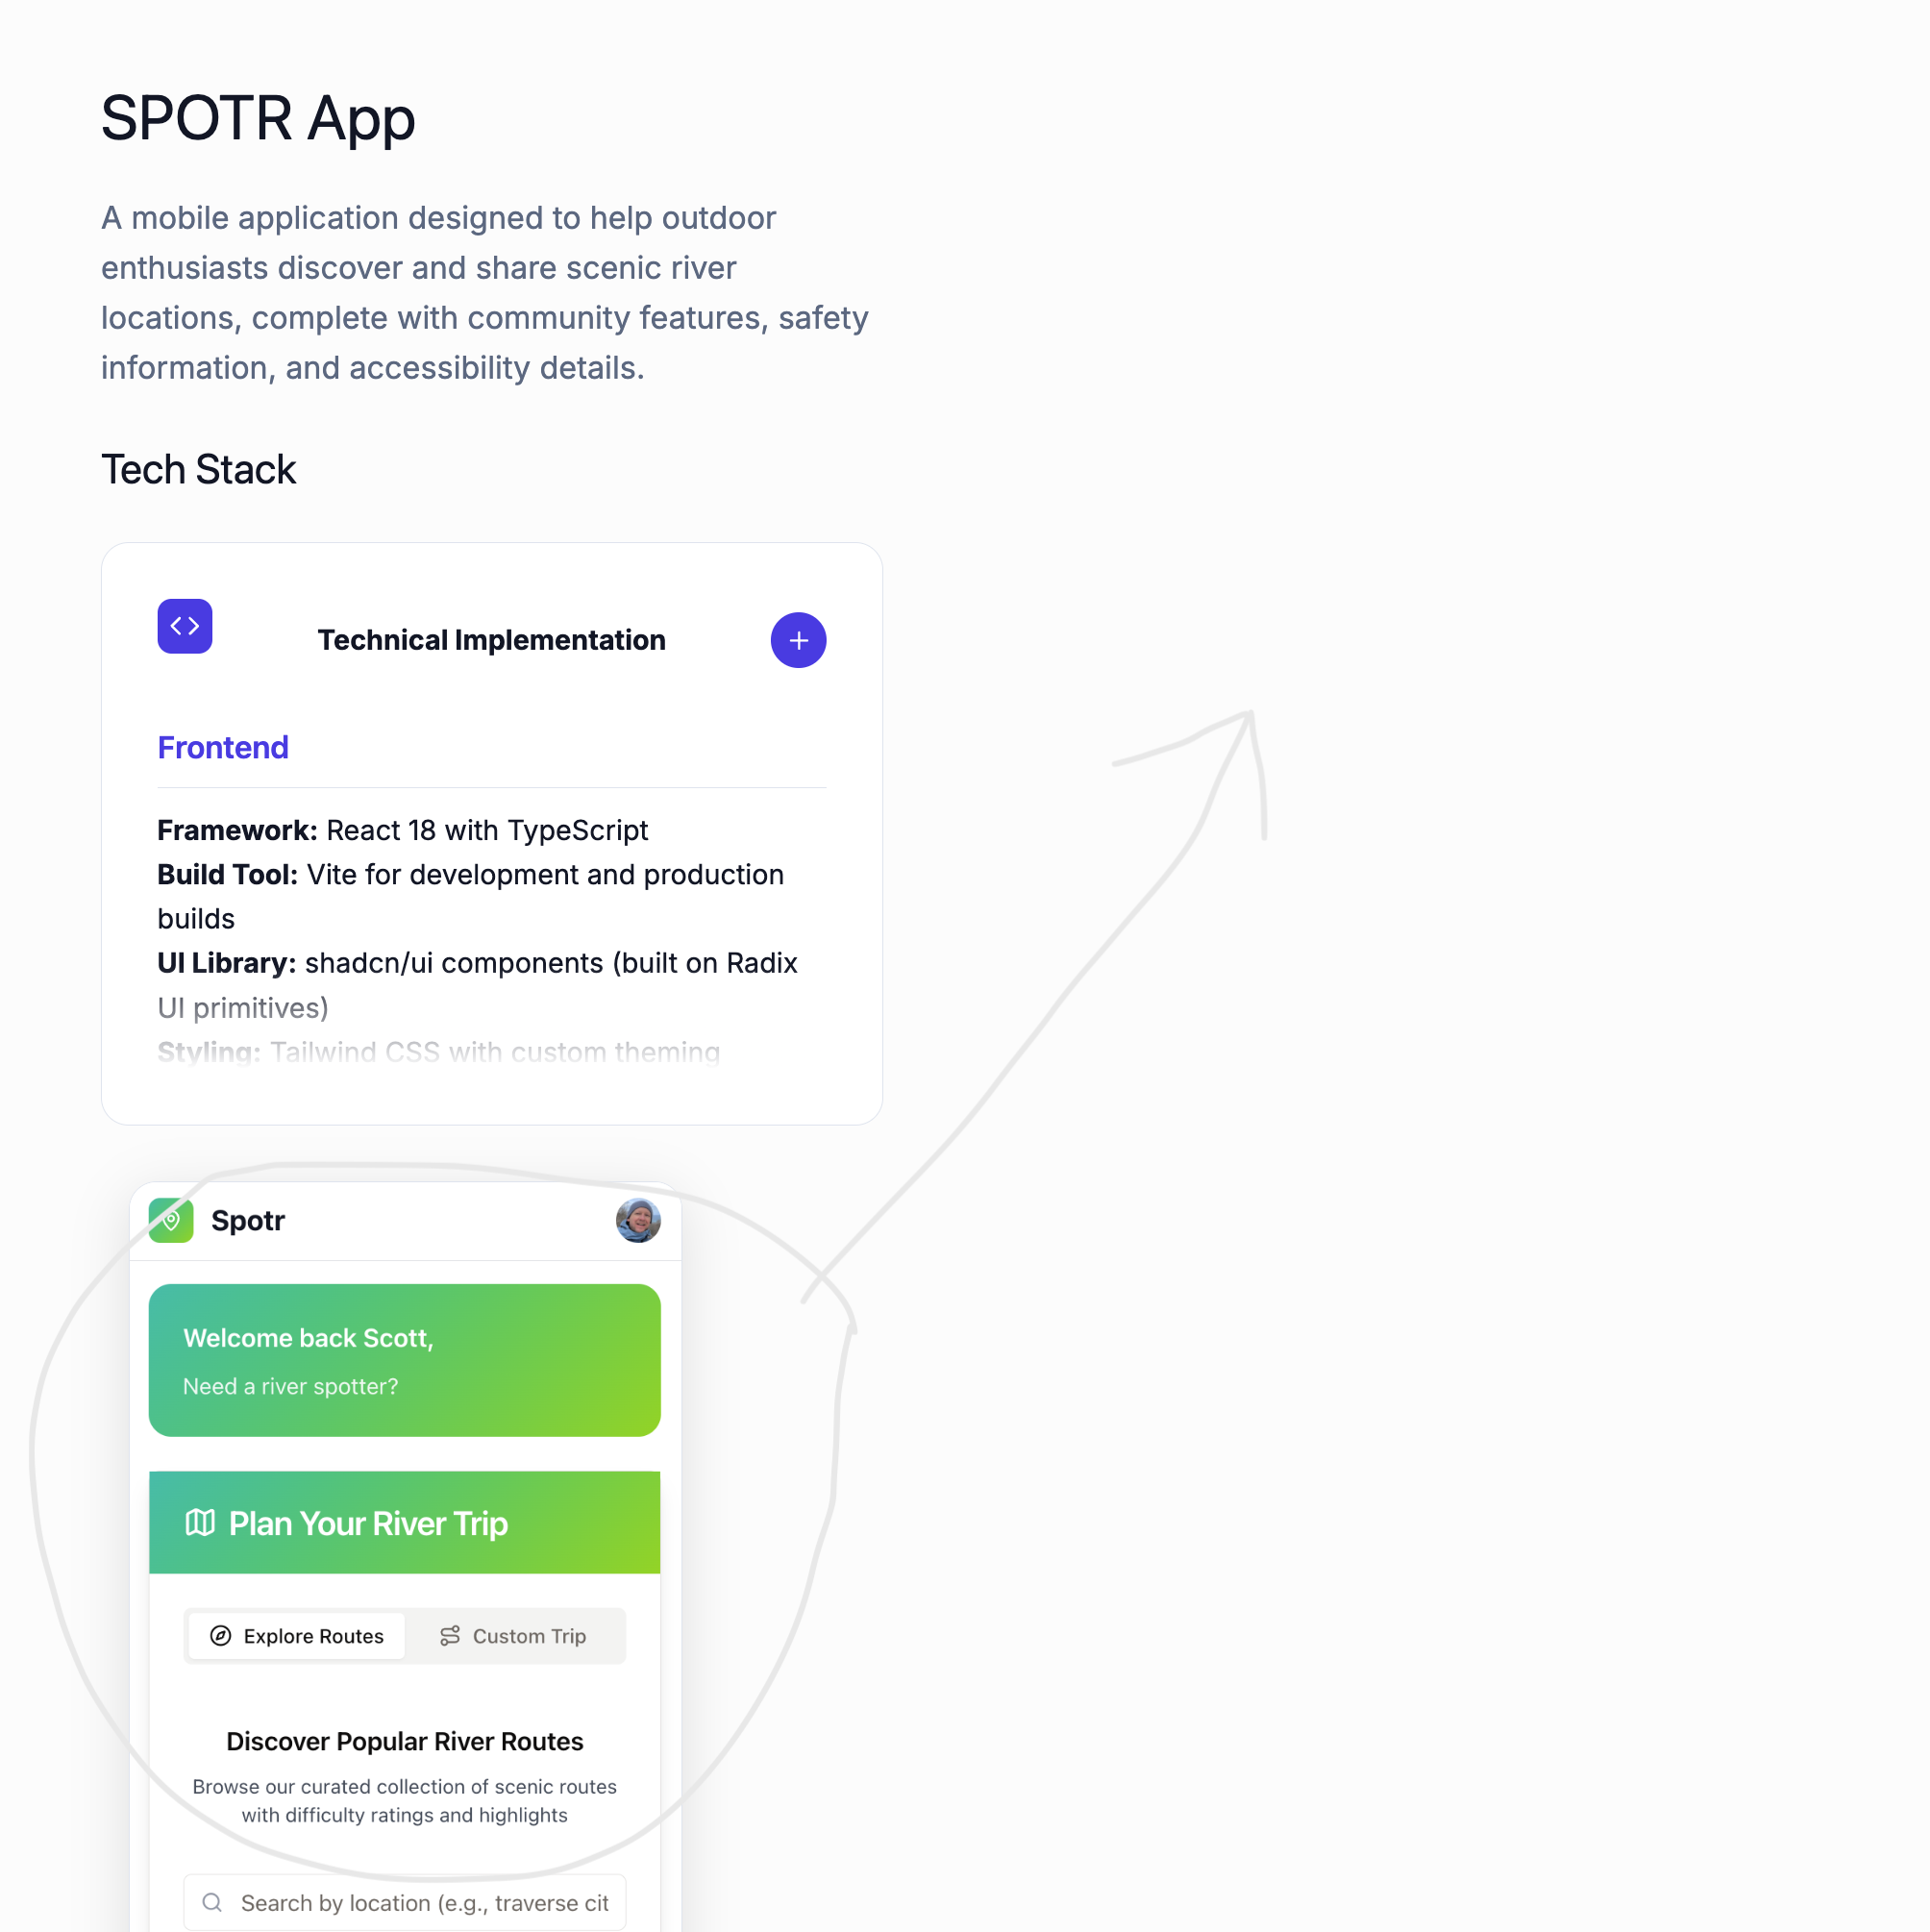 SPOTR App
A mobile application designed to help outdoor
enthusiasts discover and share scenic river
locations, complete with community features, safety
information, and accessibility details.
Tech Stack
Technical Implementation
Frontend
Framework: React 18 with TypeScript
Build Tool: Vite for development and production
builds
UI Library: shadcn/ui components (built on Radix
UI primitives)
Styling: Tailwind CSS with custom theming
Spotr
Welcome back Scott,
Need a river spotter?
Plan Your River Trip
Explore Routes
Custom Trip
Discover Popular River Routes
Browse our curated collection of scenic routes
with difficulty ratings and highlights
Search by location (e.g., traverse cit